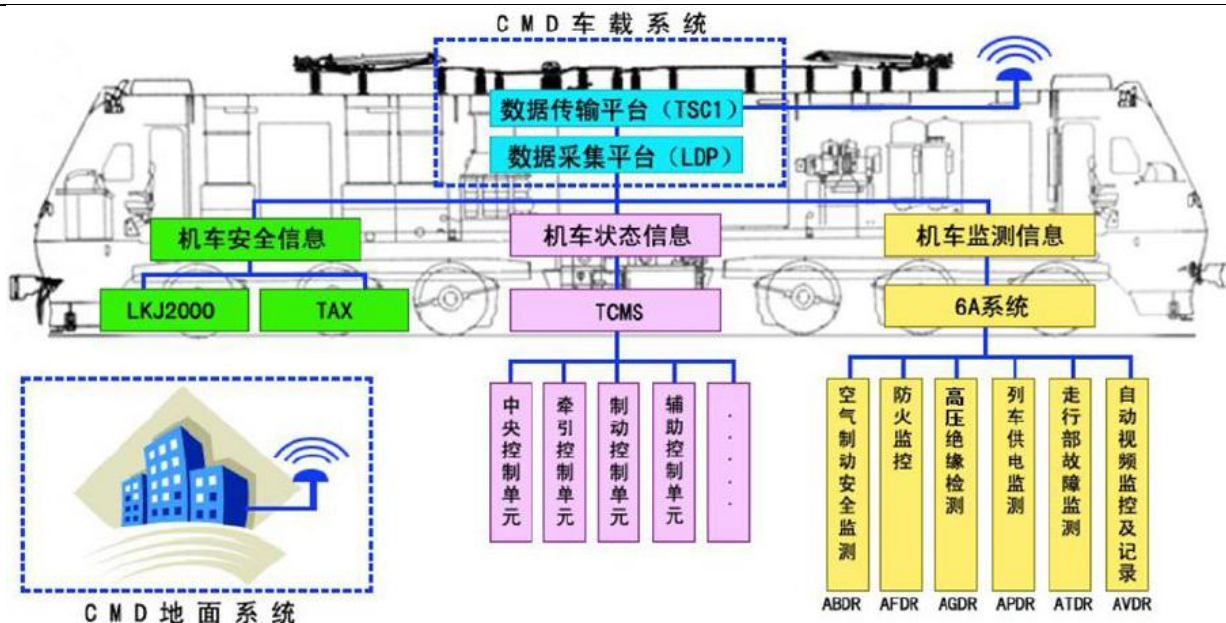 CMD车载系统
数据传输平台（TSC1）
数据采集平台（LDP）
机车安全信息
机车状态信息
机车监测信息
LKJ2000
TAX
TCMS
6A系统
中央控制单元
牵引控制单元
制动控制单元
辅助控制单元
.....
空气制动安全监测
防火监控
高压绝缘检测
列车供电监测
走行部故障监测
自动视频监控及记录
ABDR
AFDR
AGDR
APDR
ATDR
AVDR
CMD地面系统